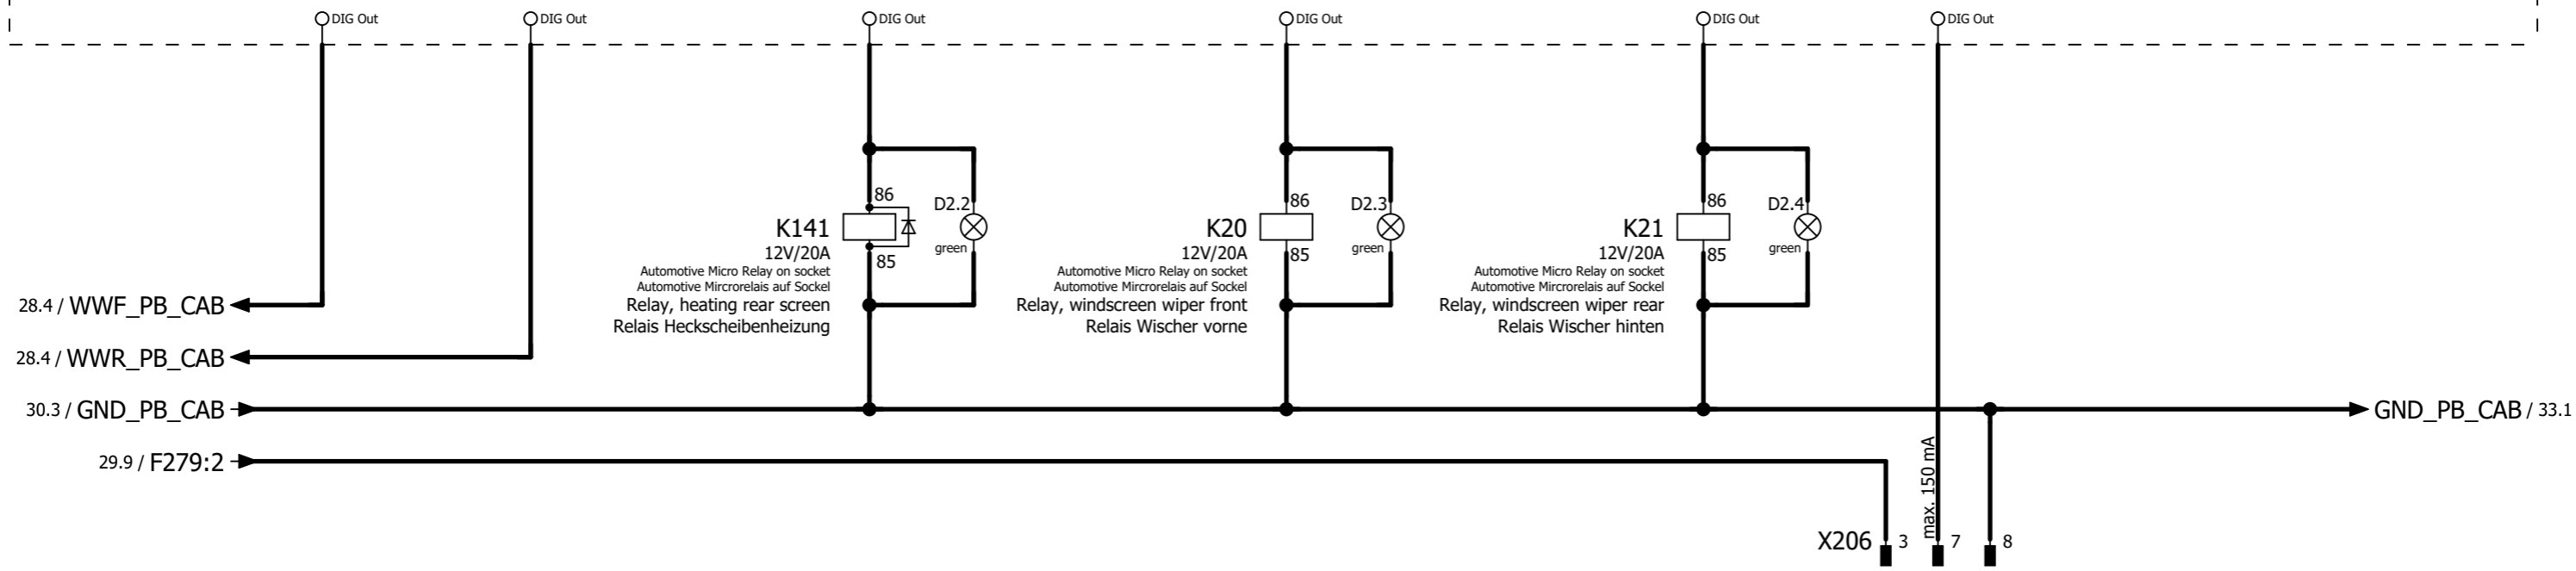 DIG Out
DIG Out
DIG Out
DIG Out
DIG Out
DIG Out
86
D2.2
K141
green
12V/20A
85
Automotive Micro Relay on socket
Automotive Mircrorelais auf Sockel
Relay, heating rear screen
Relais Heckscheibenheizung
86
D2.3
K20
green
12V/20A
85
Automotive Micro Relay on socket
Automotive Mircrorelais auf Sockel
Relay, windscreen wiper front
Relais Wischer vorne
86
D2.4
K21
green
12V/20A
85
Automotive Micro Relay on socket
Automotive Mircrorelais auf Sockel
Relay, windscreen wiper rear
Relais Wischer hinten
28.4 / WWF_PB_CAB
28.4 / WWR_PB_CAB
30.3 / GND_PB_CAB
GND_PB_CAB / 33.1
29.9 / F279:2
max. 150 mA
X206
3
7
8